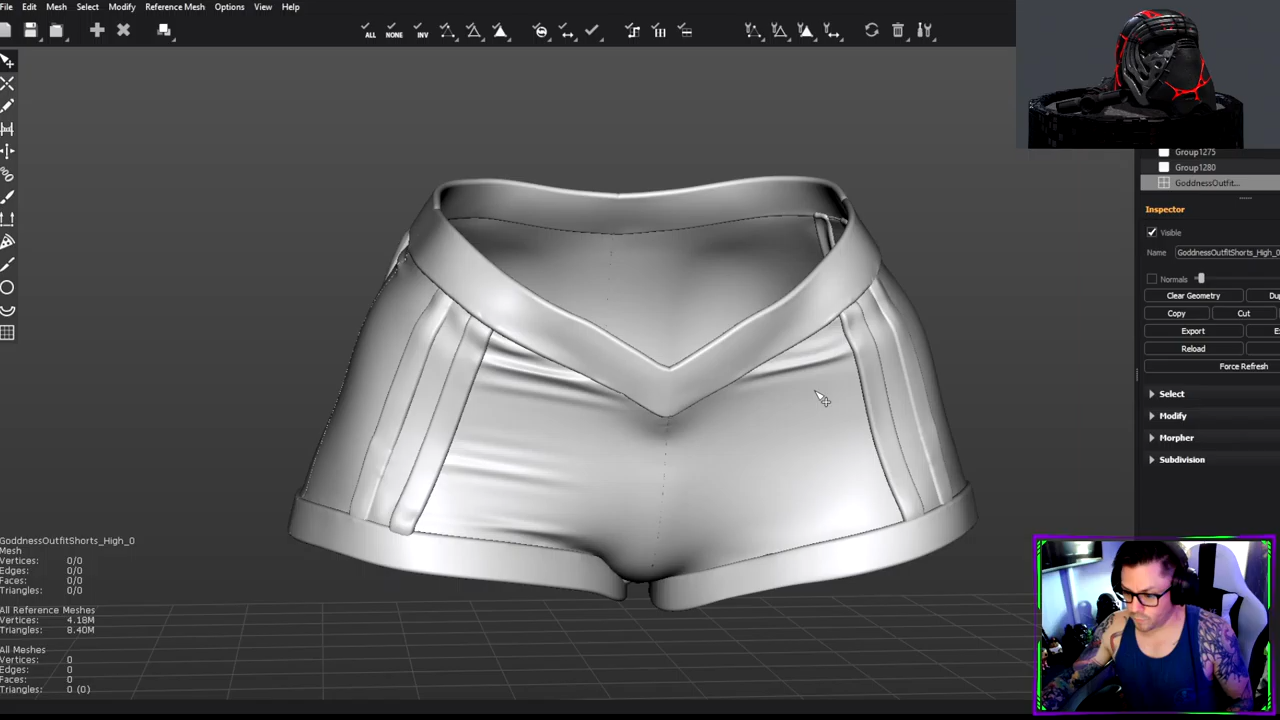 File Edit Mesh Select Modify Reference Mesh Options View Help
ALL NONE INV
Group1275
Group1280
GoddnessOutfit...
Inspector
Visible
Name GoddnessOutfitShorts_High_0
Normals
Clear Geometry
Copy Cut
Export
Reload
Force Refresh
Select
Modify
Morpher
Subdivision
GoddnessOutfitShorts_High_0
Mesh
Vertices: 0/0
Edges: 0/0
Faces: 0/0
Triangles: 0/0
All Reference Meshes
Vertices: 4.18M
Triangles: 8.40M
All Meshes
Vertices: 0
Edges: 0
Faces: 0
Triangles: 0 (0)